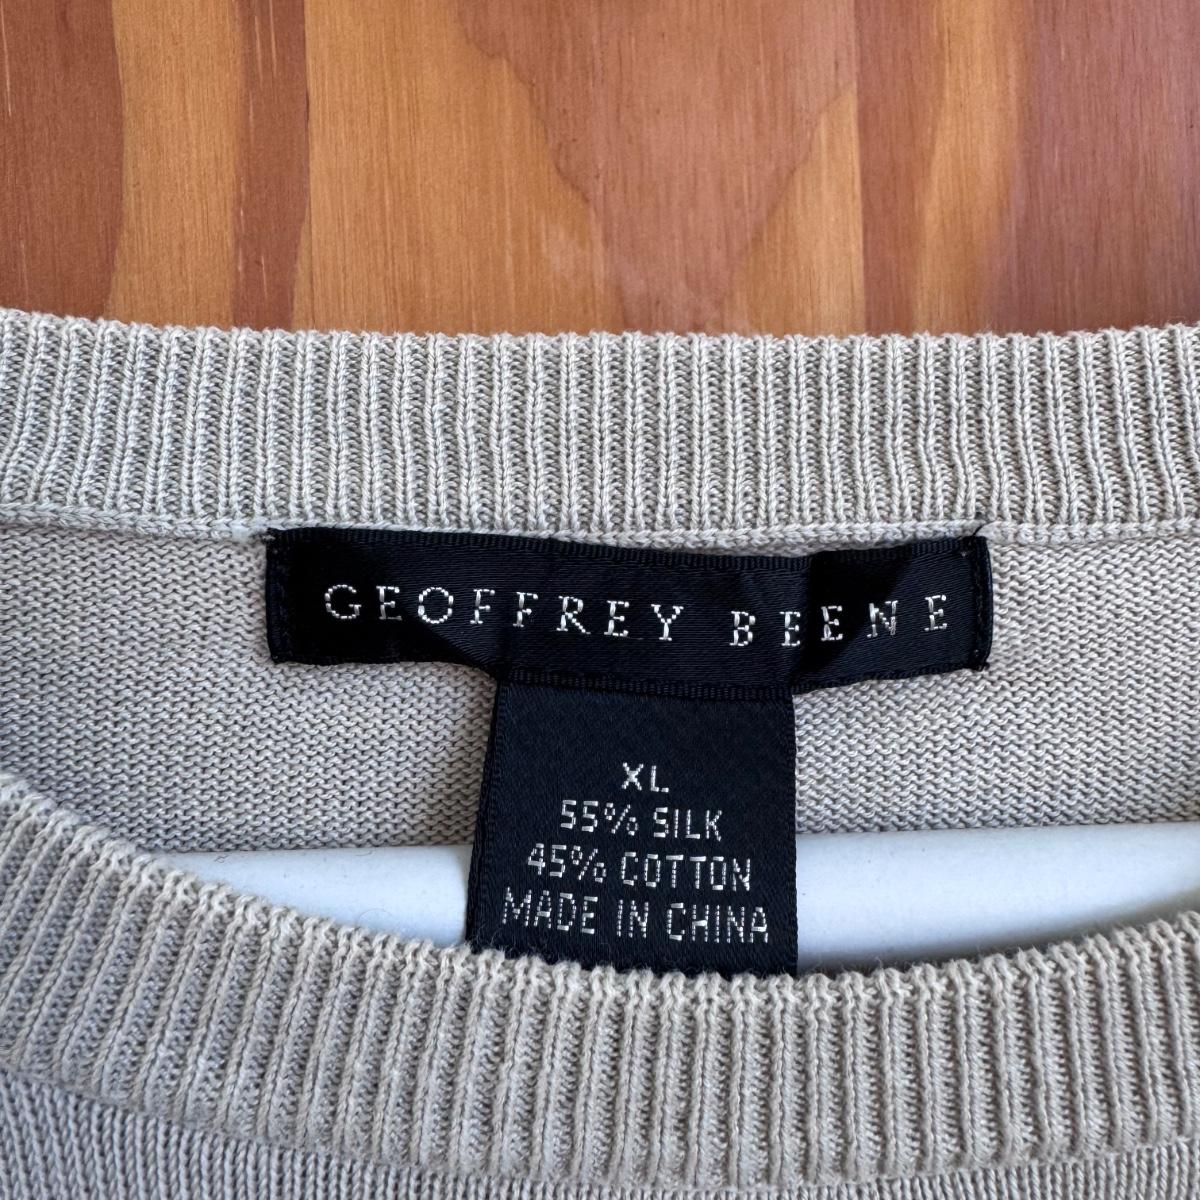 GEOFFREY BEENE
XL
55% SILK
45% COTTON
MADE IN CHINA